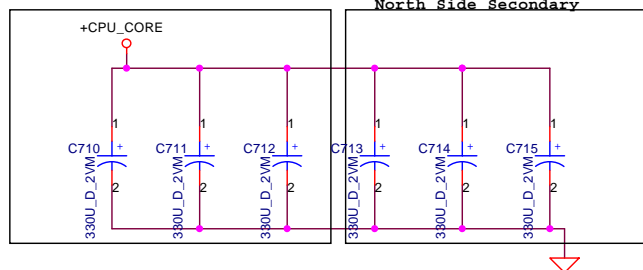 North Side Secondary
+CPU_CORE
1 1 1 1 1 1
C710 + C711 + C712 + C713 + C714 + C715 +
330U_D_2VM 330U_D_2VM 330U_D_2VM 330U_D_2VM 330U_D_2VM 330U_D_2VM
2 2 2 2 2 2